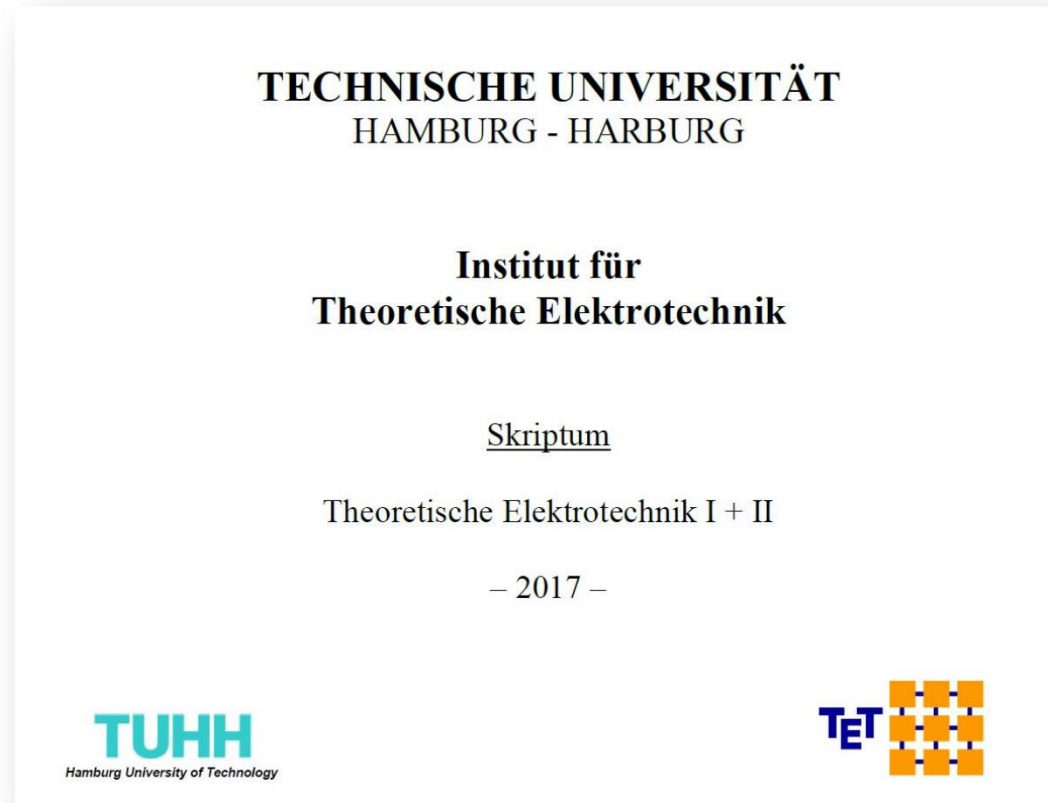 TECHNISCHE UNIVERSITÄT
HAMBURG - HARBURG
Institut für
Theoretische Elektrotechnik
Skriptum
Theoretische Elektrotechnik I + II
– 2017 –
TUHH
Hamburg University of Technology
TET